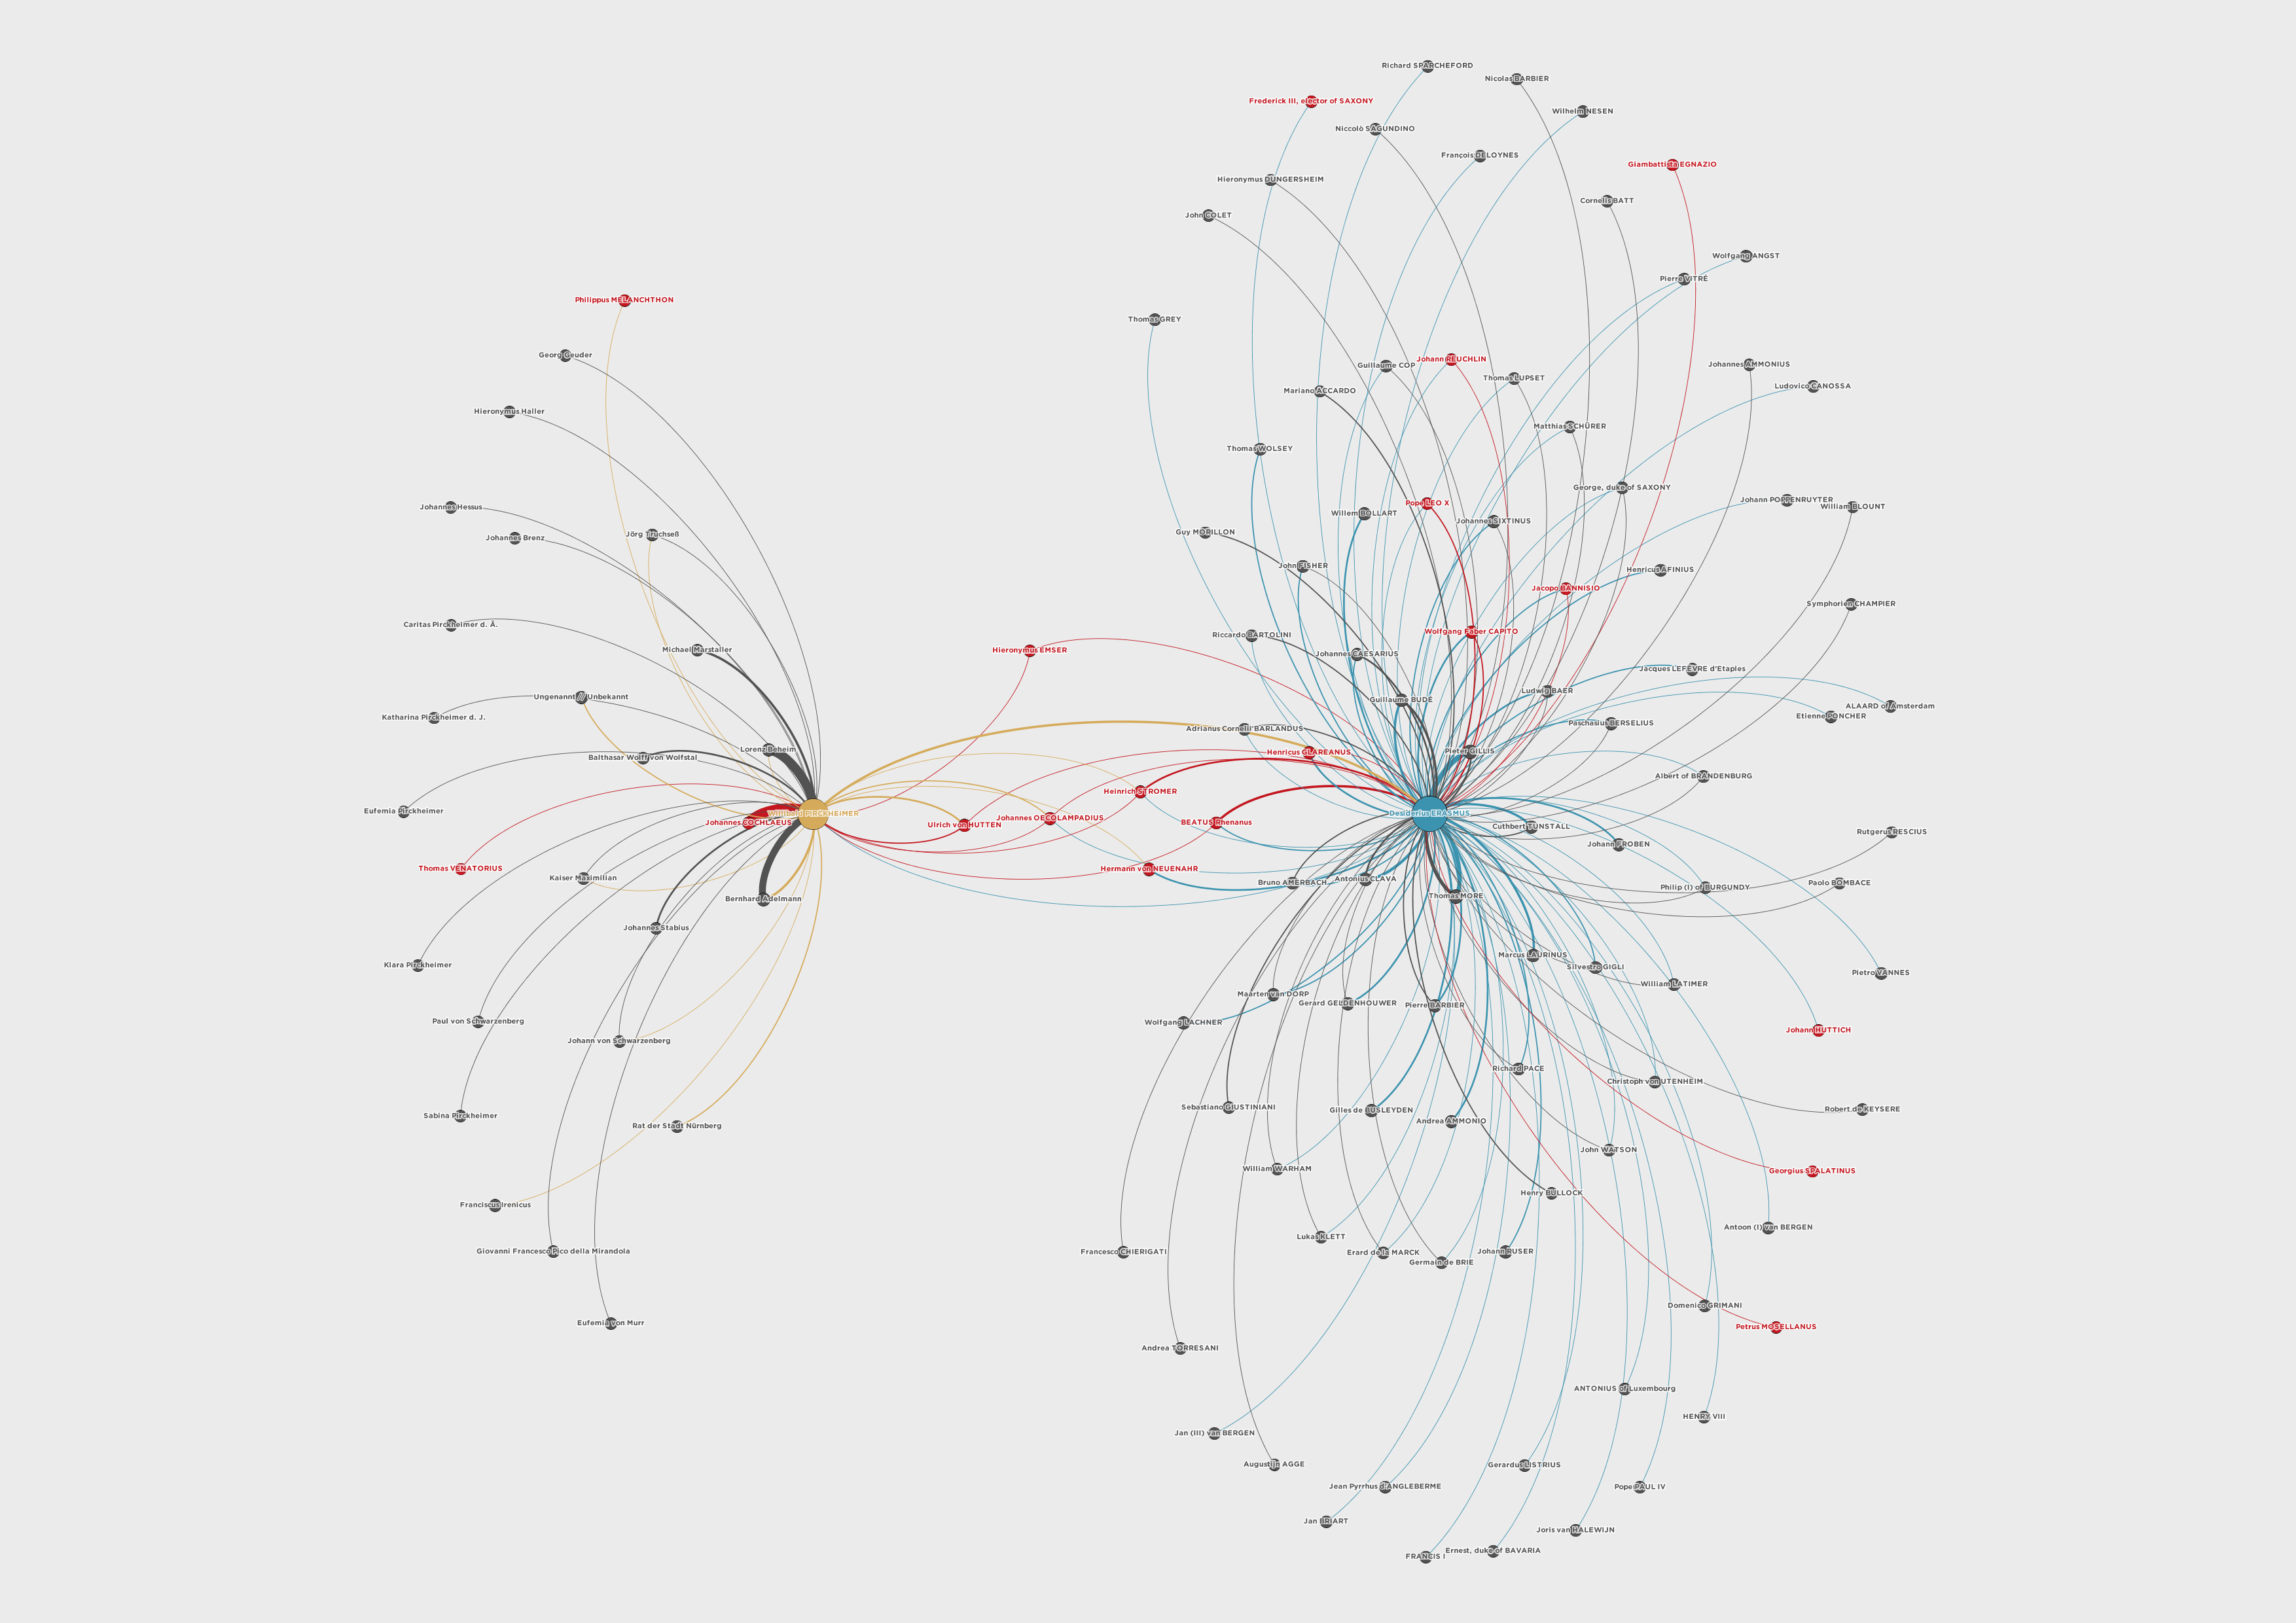 Richard SPARCHEFORD
Nicolas BARBIER
Frederick III, elector of SAXONY
Wilhelm NESEN
Niccolò SAGUNDINO
François DELOYNES
Giambattista EGNAZIO
Hieronymus DUNGERSHEIM
Cornelis BATT
John COLET
Wolfgang ANGST
Pierre VITRÉ
Philippus MELANCHTHON
Thomas GREY
Georg Geuder
Johann REUCHLIN
Guillaume COP
Johannes AMMONIUS
Thomas LUPSET
Ludovico CANOSSA
Mariano ACCARDO
Hieronymus Haller
Matthias SCHÜRER
Thomas WOLSEY
George, duke of SAXONY
Johann POPPENRUYTER
Pope LEO X
William BLOUNT
Johannes Hessus
Willem BOLLART
Johannes SIXTINUS
Guy MORILLON
Jörg Truchseß
Johannes Brenz
John FISHER
Henricus AFINIUS
Jacopo BANNISIO
Symphorien CHAMPIER
Caritas Pirckheimer d. Ä.
Wolfgang Faber CAPITO
Riccardo BARTOLINI
Michael Marstaller
Hieronymus EMSER
Johannes CAESARIUS
Jacques LEFÈVRE d'Etaples
Ludwig BAER
Ungenannt // Unbekannt
Guillaume BUDÉ
ALAARD of Amsterdam
Katharina Pirckheimer d. J.
Etienne PONCHER
Paschasius BERSELIUS
Adrianus Cornelii BARLANDUS
Lorenz Beheim
Henricus GLAREANUS
Pieter GILLIS
Balthasar Wolff von Wolfstal
Albert of BRANDENBURG
Heinrich STROMER
Eufemia Pirckheimer
Willibald PIRCKHEIMER
Desiderius ERASMUS
Johannes COCHLAEUS
Ulrich von HUTTEN
Johannes OECOLAMPADIUS
BEATUS Rhenanus
Cuthbert TUNSTALL
Rutgerus RESCIUS
Johann FROBEN
Thomas VENATORIUS
Hermann von NEUENAHR
Kaiser Maximilian
Bruno AMERBACH
Antonius CLAVA
Philip (I) of BURGUNDY
Paolo BOMBACE
Bernhard Adelmann
Thomas MORE
Johannes Stabius
Marcus LAURINUS
Klara Pirckheimer
Silvestro GIGLI
Pietro VANNES
William LATIMER
Maarten van DORP
Gerard GELDENHOUWER
Pierre BARBIER
Paul von Schwarzenberg
Wolfgang LACHNER
Johann HUTTICH
Johann von Schwarzenberg
Richard PACE
Christoph von UTENHEIM
Sebastiano GIUSTINIANI
Gilles de BUSLEYDEN
Robert de KEYSERE
Sabina Pirckheimer
Andrea AMMONIO
Rat der Stadt Nürnberg
John WATSON
William WARHAM
Georgius SPALATINUS
Henry BULLOCK
Franciscus Irenicus
Antoon (I) van BERGEN
Lukas KLETT
Giovanni Francesco Pico della Mirandola
Francesco CHIERIGATI
Erard de la MARCK
Johann RUSER
Germain de BRIE
Domenico GRIMANI
Eufemia von Murr
Petrus MOSELLANUS
Andrea TORRESANI
ANTONIUS of Luxembourg
HENRY VIII
Jan (III) van BERGEN
Augustijn AGGE
Gerardus LISTRIUS
Jean Pyrrhus d'ANGLEBERME
Pope PAUL IV
Jan BRIART
Joris van HALEWIJN
Ernest, duke of BAVARIA
FRANCIS I